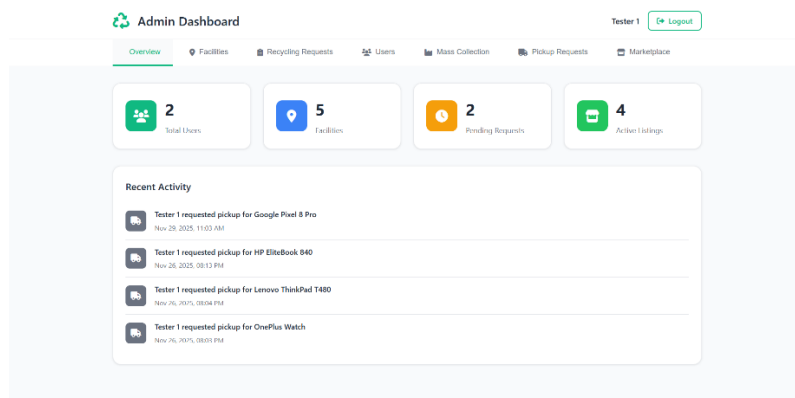 Admin Dashboard
Tester 1
Logout
Overview
Facilities
Recycling Requests
Users
Mass Collection
Pickup Requests
Marketplace
2
Total Users
5
Facilities
2
Pending Requests
4
Active Listings
Recent Activity
Tester 1 requested pickup for Google Pixel 8 Pro
Nov 29, 2025, 11:03 AM
Tester 1 requested pickup for HP EliteBook 840
Nov 26, 2025, 08:13 PM
Tester 1 requested pickup for Lenovo ThinkPad T480
Nov 26, 2025, 08:04 PM
Tester 1 requested pickup for OnePlus Watch
Nov 26, 2025, 08:03 PM